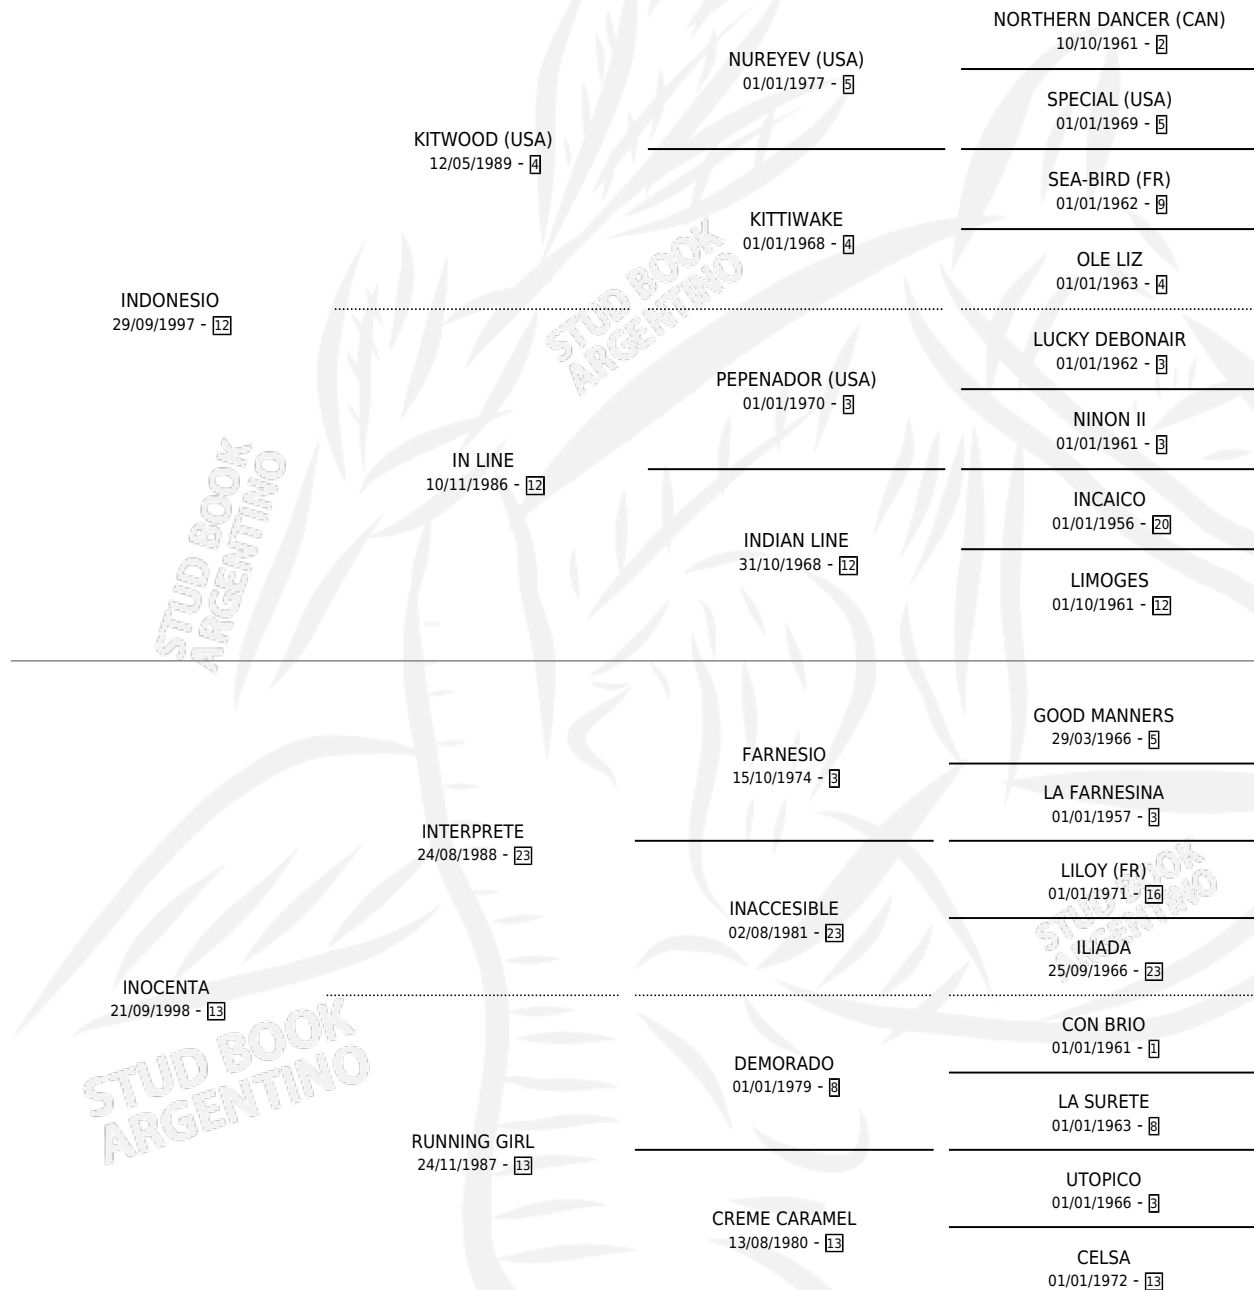 NORTHERN DANCER (CAN)
10/10/1961 - 2
NUREYEV (USA)
01/01/1977 - 5
SPECIAL (USA)
01/01/1969 - 5
KITWOOD (USA)
12/05/1989 - 4
SEA-BIRD (FR)
01/01/1962 - 9
KITTIWAKE
01/01/1968 - 4
OLE LIZ
01/01/1963 - 4
INDONESIO
29/09/1997 - 12
LUCKY DEBONAIR
01/01/1962 - 3
PEPENADOR (USA)
01/01/1970 - 3
NINON II
01/01/1961 - 3
IN LINE
10/11/1986 - 12
INCAICO
01/01/1956 - 20
INDIAN LINE
31/10/1968 - 12
LIMOGES
01/10/1961 - 12
STUD BOOK
ARGENTINO
STUD BOOK
ARGENTINO
GOOD MANNERS
29/03/1966 - 5
FARNESIO
15/10/1974 - 3
LA FARNESINA
01/01/1957 - 3
INTERPRETE
24/08/1988 - 23
LILOY (FR)
01/01/1971 - 16
INACCESIBLE
02/08/1981 - 23
ILIADA
25/09/1966 - 23
INOCENTA
21/09/1998 - 13
CON BRIO
01/01/1961 - 1
DEMORADO
01/01/1979 - 8
LA SURETE
01/01/1963 - 8
RUNNING GIRL
24/11/1987 - 13
UTOPICO
01/01/1966 - 3
CREME CARAMEL
13/08/1980 - 13
CELSA
01/01/1972 - 13
STUD BOOK
ARGENTINO
STUD BOOK
ARGENTINO